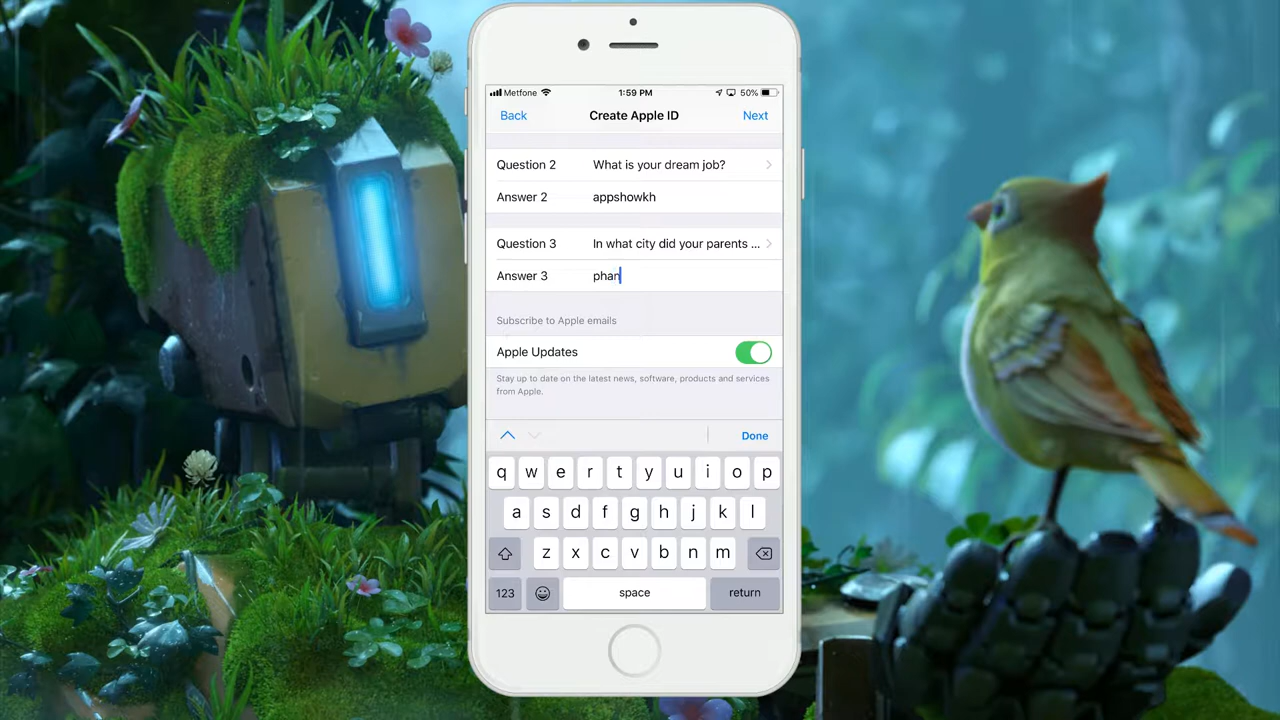 Metfone 1:59 PM 50%
Back Create Apple ID Next
Question 2 What is your dream job?
Answer 2 appshowkh
Question 3 In what city did your parents ...
Answer 3 phan
Subscribe to Apple emails
Apple Updates
Stay up to date on the latest news, software, products and services
from Apple.
Done
q w e r t y u i o p
a s d f g h j k l
z x c v b n m
123 space return